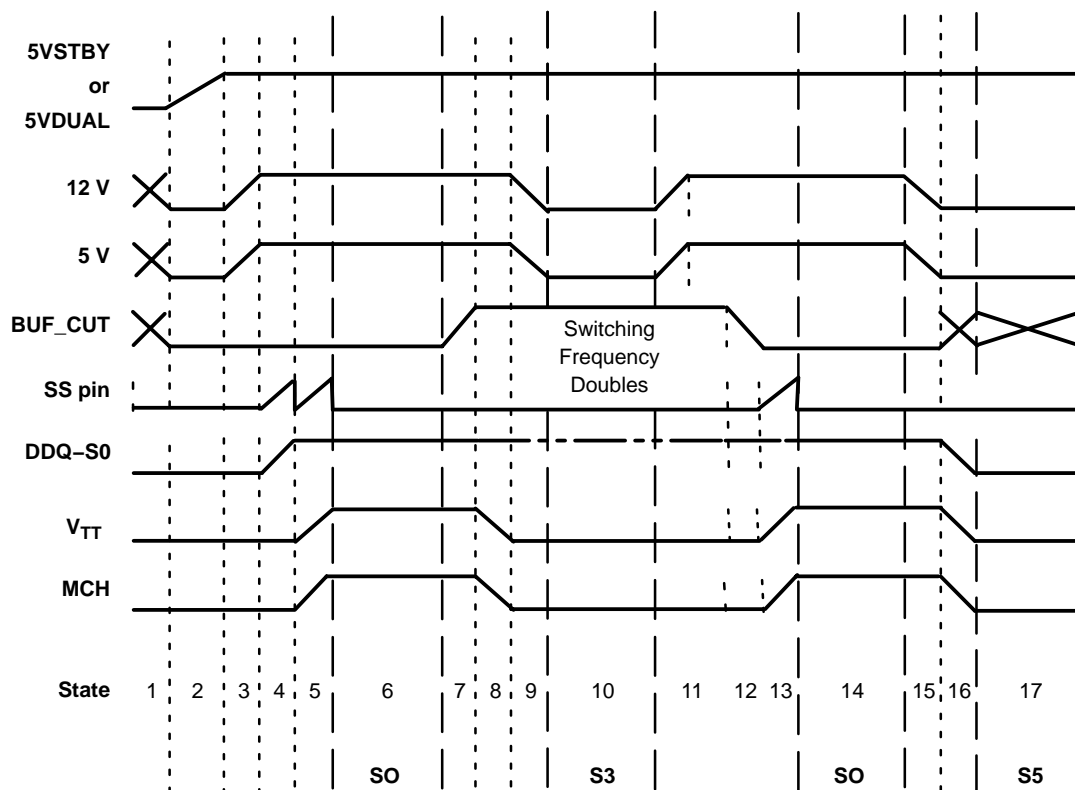 5VSTBY
or
5VDUAL
12 V
5 V
BUF_CUT
Switching
Frequency
Doubles
SS pin
DDQ–S0
VTT
MCH
State 1 2 3 4 5 6 7 8 9 10 11 12 13 14 15 16 17
SO S3 SO S5